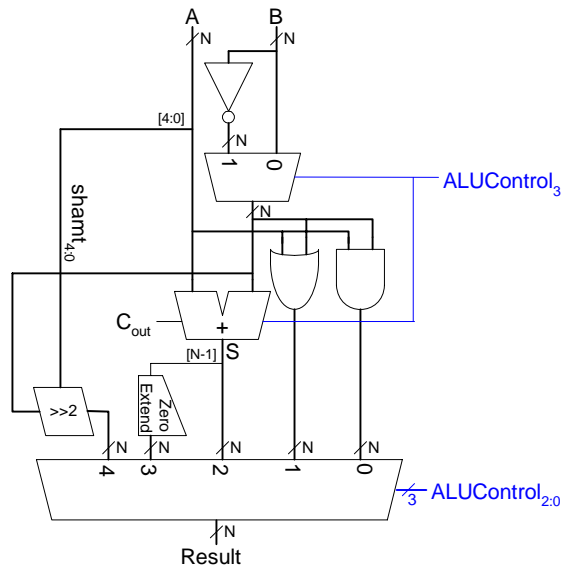 A
B
N
N
[4:0]
N
1
0
ALUControl3
N
shamt4:0
Cout
+
[N-1]
S
Zero
Extend
>>2
N
N
N
N
N
4
3
2
1
0
3
ALUControl2:0
N
Result